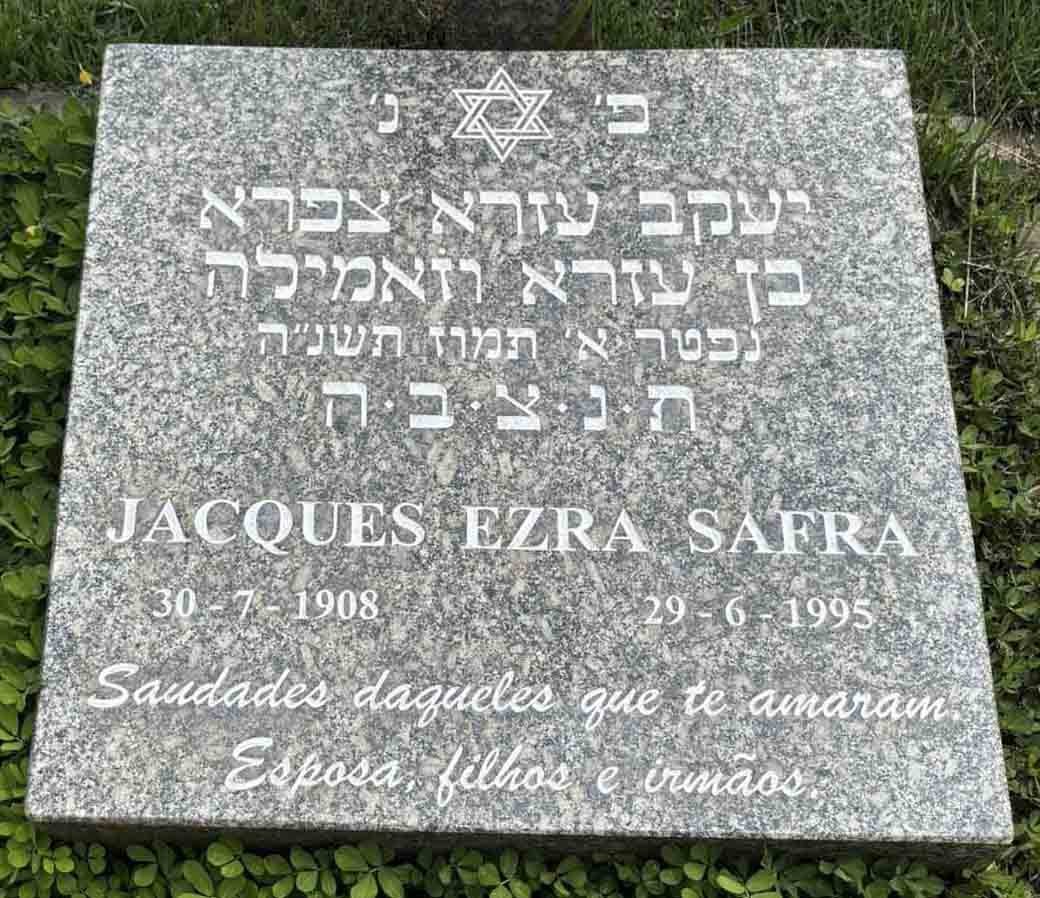 פ׳ נ׳
יעקב עזרא צפרא
בן עזרא ואמילה
נפטר א׳ תמוז תשנ״ה
ת·נ·צ·ב·ה
JACQUES EZRA SAFRA
30 - 7 - 1908 29 - 6 - 1995
Saudades daqueles que te amaram.
Esposa, filhos e irmãos.